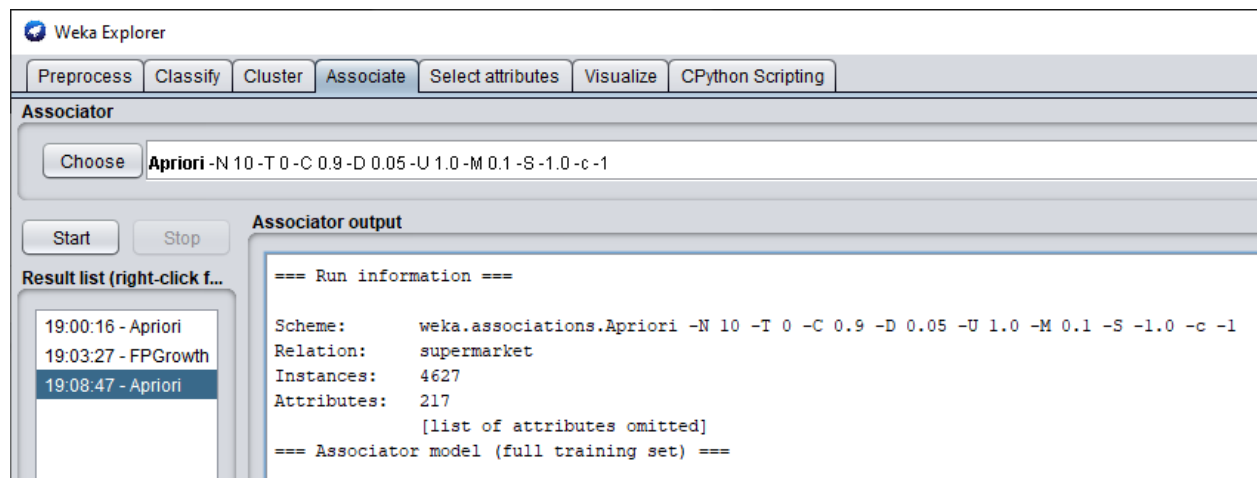 Weka Explorer
Preprocess Classify Cluster Associate Select attributes Visualize CPython Scripting
Associator
Choose Apriori -N 10 -T 0 -C 0.9 -D 0.05 -U 1.0 -M 0.1 -S -1.0 -c -1
Start Stop
Result list (right-click f...
19:00:16 - Apriori
19:03:27 - FPGrowth
19:08:47 - Apriori
Associator output
=== Run information ===
Scheme: weka.associations.Apriori -N 10 -T 0 -C 0.9 -D 0.05 -U 1.0 -M 0.1 -S -1.0 -c -1
Relation: supermarket
Instances: 4627
Attributes: 217
[list of attributes omitted]
=== Associator model (full training set) ===